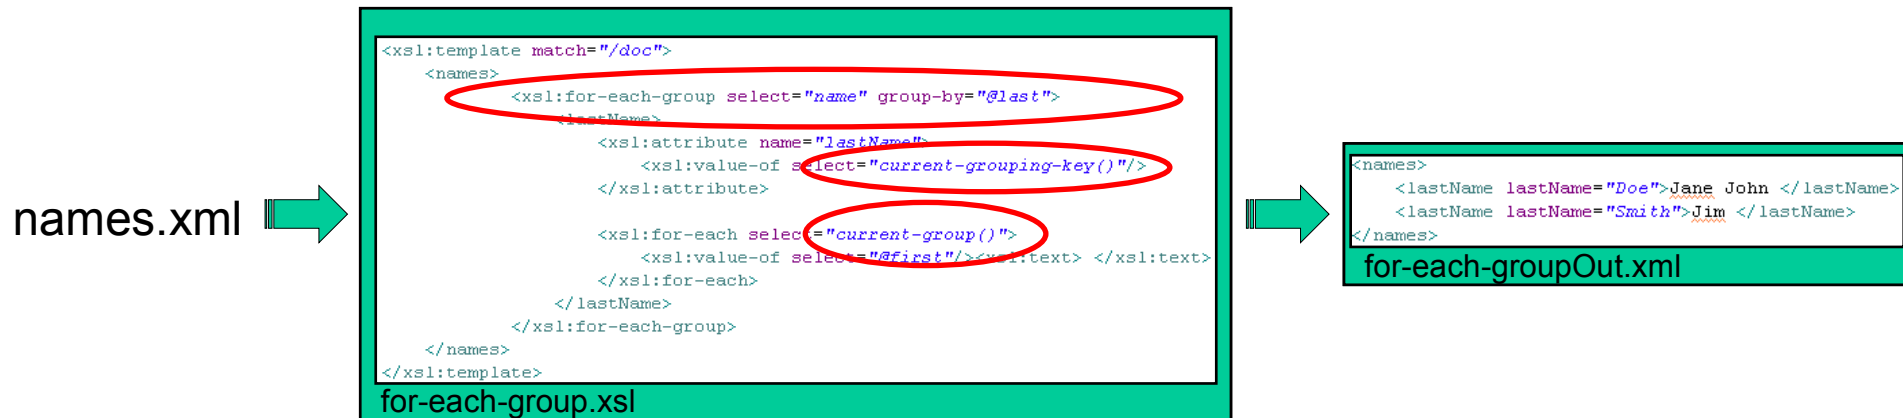 names.xml
<xsl:template match="/doc">
<names>
<xsl:for-each-group select="name" group-by="@last">
<lastName>
<xsl:attribute name="lastName">
<xsl:value-of select="current-grouping-key()"/>
</xsl:attribute>
<xsl:for-each select="current-group()">
<xsl:value-of select="@first"/><xsl:text> </xsl:text>
</xsl:for-each>
</lastName>
</xsl:for-each-group>
</names>
</xsl:template>
for-each-group.xsl
<names>
<lastName lastName="Doe">Jane John </lastName>
<lastName lastName="Smith">Jim </lastName>
</names>
for-each-groupOut.xml